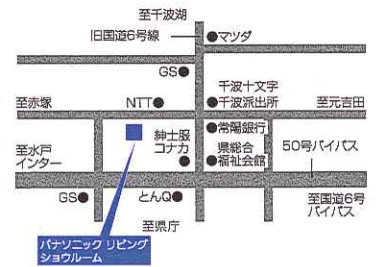 至千波湖
旧国道6号線
●マツダ
GS●
千波十文字
至赤塚
NTT●
●千波派出所
至元吉田
●常陽銀行
紳士服
コナカ
●
県総合
●福祉会館
50号バイパス
至水戸
インター
GS●
とんQ●
至国道6号
バイパス
至県庁
パナソニック リビング
ショウルーム